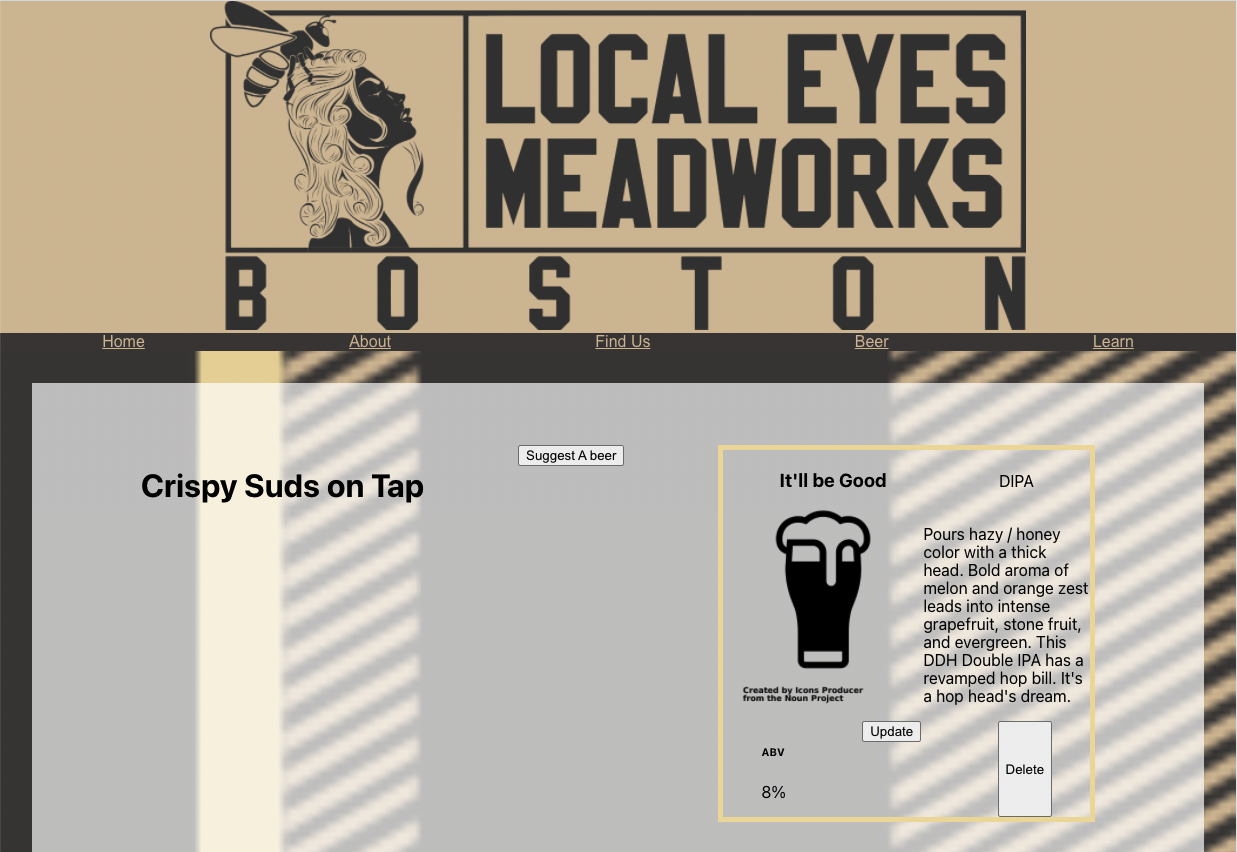 LOCAL EYES
MEADWORKS
BOSTON
Home About Find Us Beer Learn
Crispy Suds on Tap
Suggest A beer
It'll be Good
DIPA
Created by Icons Producer
from the Noun Project
Pours hazy / honey
color with a thick
head. Bold aroma of
melon and orange zest
leads into intense
grapefruit, stone fruit,
and evergreen. This
DDH Double IPA has a
revamped hop bill. It's
a hop head's dream.
ABV
8%
Update
Delete